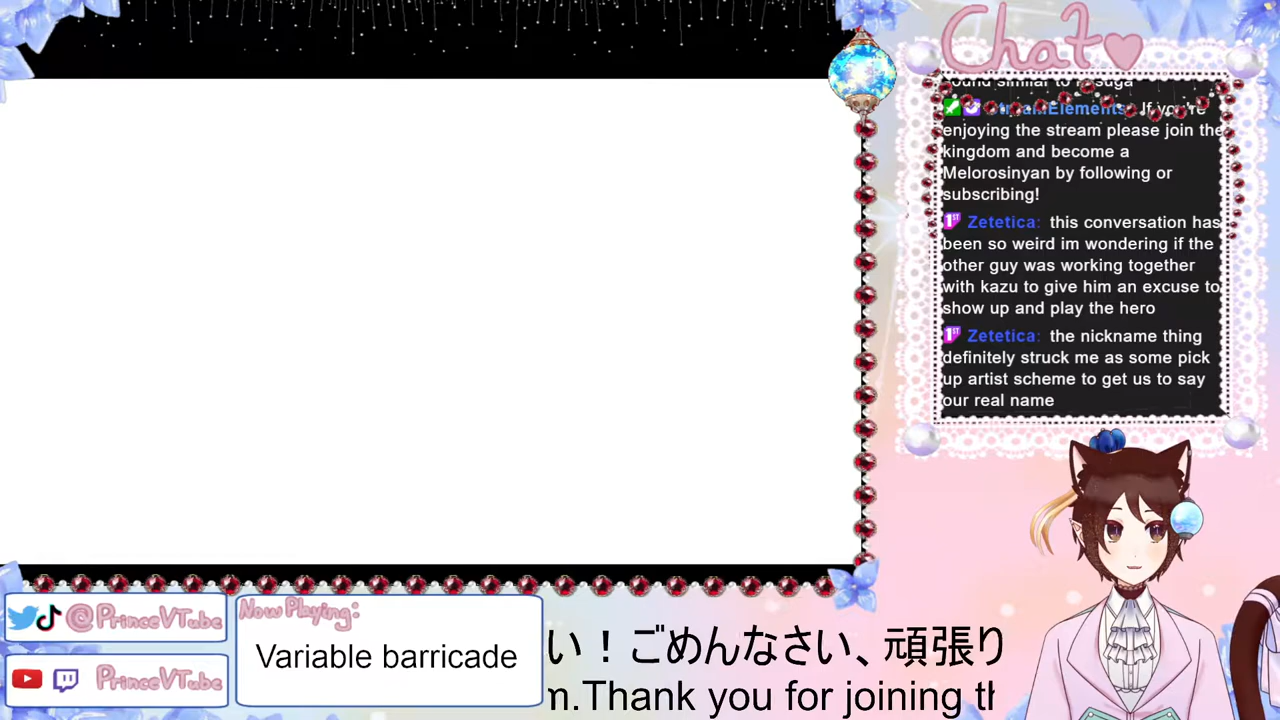 Chat
enjoying the stream please join the
kingdom and become a
Melorosinyan by following or
subscribing!
Zetetica: this conversation has
been so weird im wondering if the
other guy was working together
with kazu to give him an excuse to
show up and play the hero
Zetetica: the nickname thing
definitely struck me as some pick
up artist scheme to get us to say
our real name
@PrinceVTube
PrinceVTube
Now Playing:
Variable barricade
い！ごめんなさい、頑張り
m.Thank you for joining th